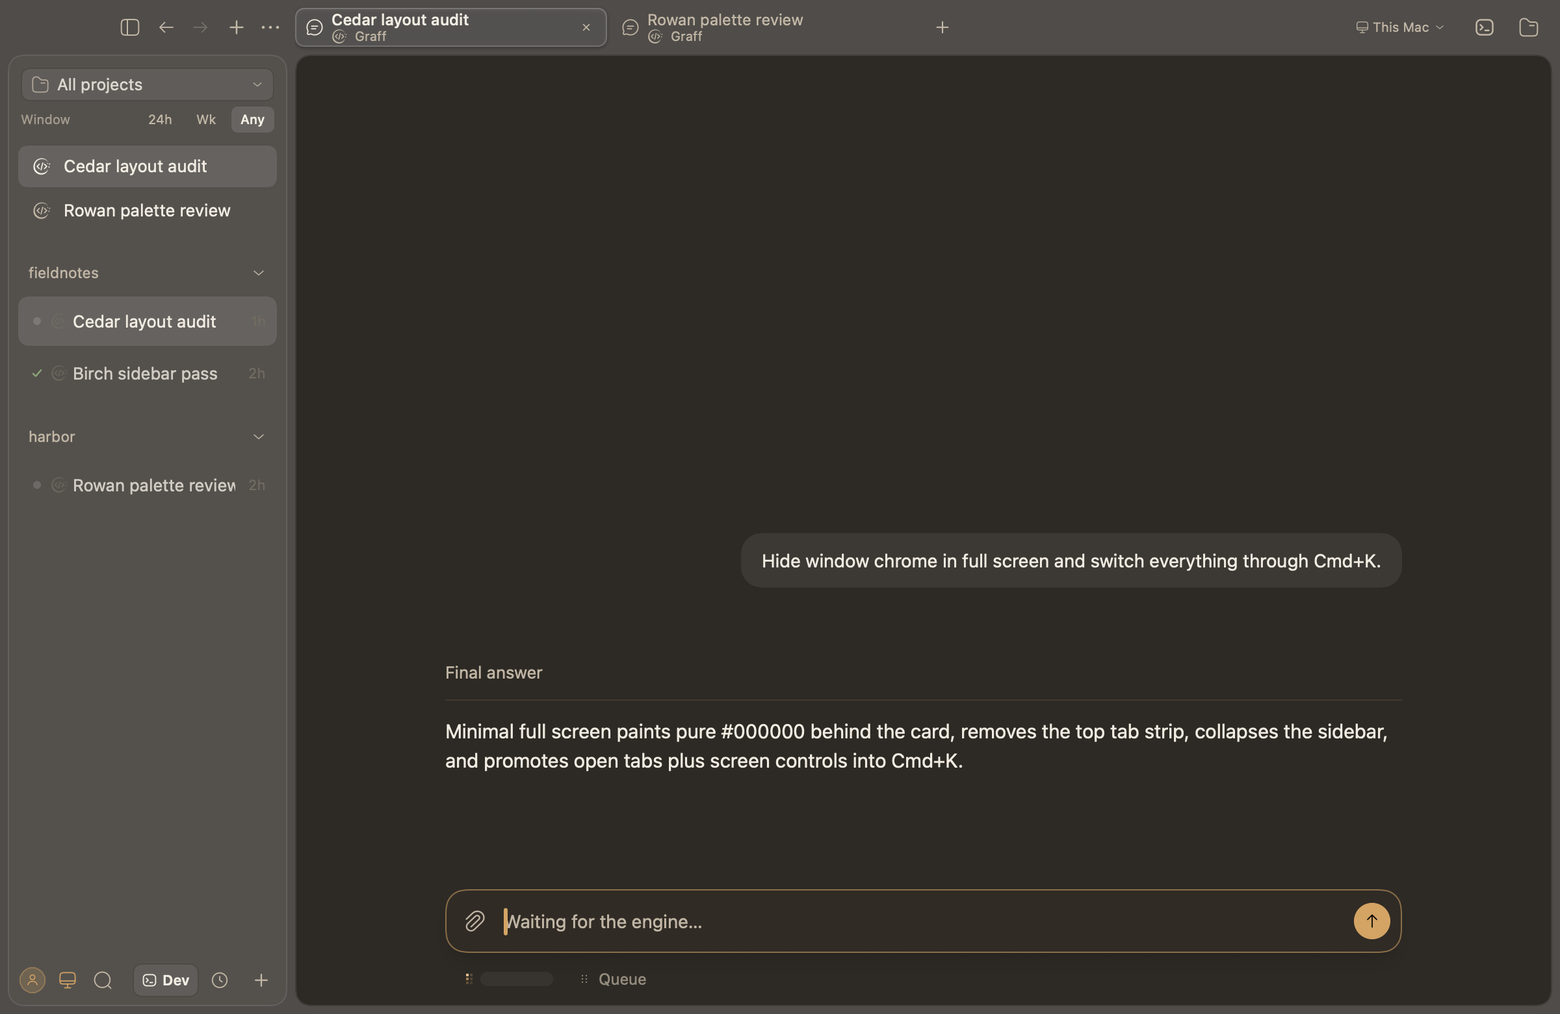 Cedar layout audit
Graff
Rowan palette review
Graff
This Mac
All projects
Window
24h
Wk
Any
Cedar layout audit
Rowan palette review
fieldnotes
Cedar layout audit
1h
Birch sidebar pass
2h
harbor
Rowan palette review
2h
Hide window chrome in full screen and switch everything through Cmd+K.
Final answer
Minimal full screen paints pure #000000 behind the card, removes the top tab strip, collapses the sidebar,
and promotes open tabs plus screen controls into Cmd+K.
Waiting for the engine...
Queue
Dev